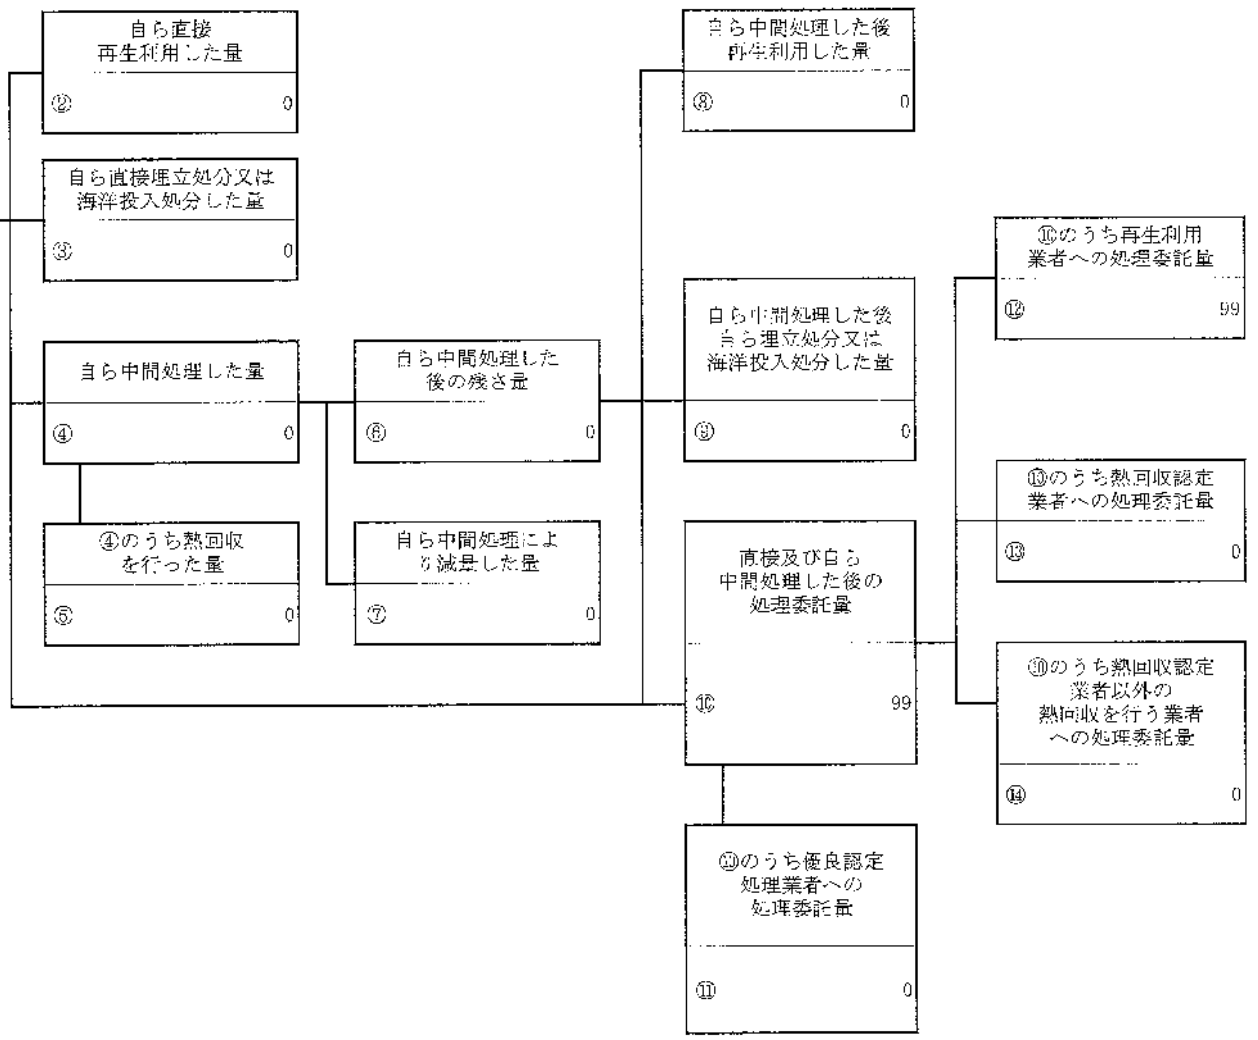 自ら直接
再生利用した量
② 0
自ら直接埋立処分又は
海洋投入処分した量
③ 0
自ら中間処理した量
④ 0
④のうち熱回収
を行った量
⑤ 0
自ら中間処理した
後の残さ量
⑥ 0
自ら中間処理によ
り減量した量
⑦ 0
自ら中間処理した後
再生利用した量
⑧ 0
自ら中間処理した後
自ら埋立処分又は
海洋投入処分した量
⑨ 0
直接及び自ら
中間処理した後の
処理委託量
⑩ 99
⑩のうち優良認定
処理業者への
処理委託量
⑪ 0
⑩のうち再生利用
業者への処理委託量
⑫ 99
⑩のうち熱回収認定
業者への処理委託量
⑬ 0
⑩のうち熱回収認定
業者以外の
熱回収を行う業者
への処理委託量
⑭ 0